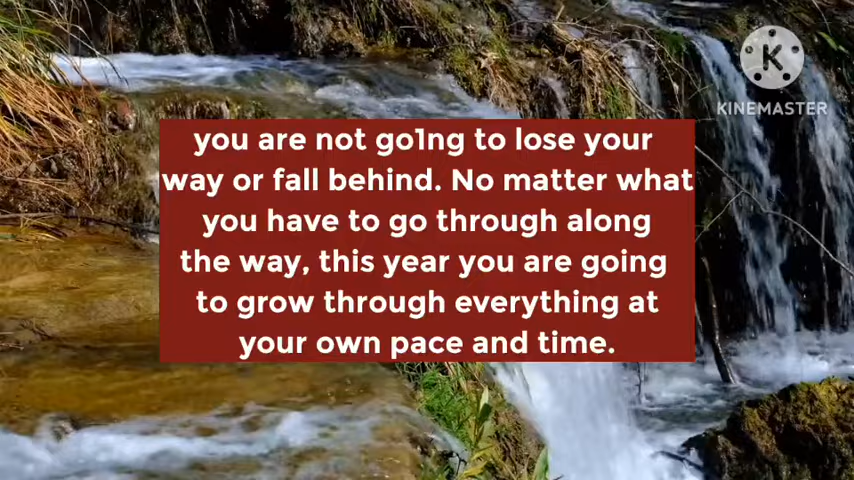 K
KINEMASTER
you are not go1ng to lose your
way or fall behind. No matter what
you have to go through along
the way, this year you are going
to grow through everything at
your own pace and time.